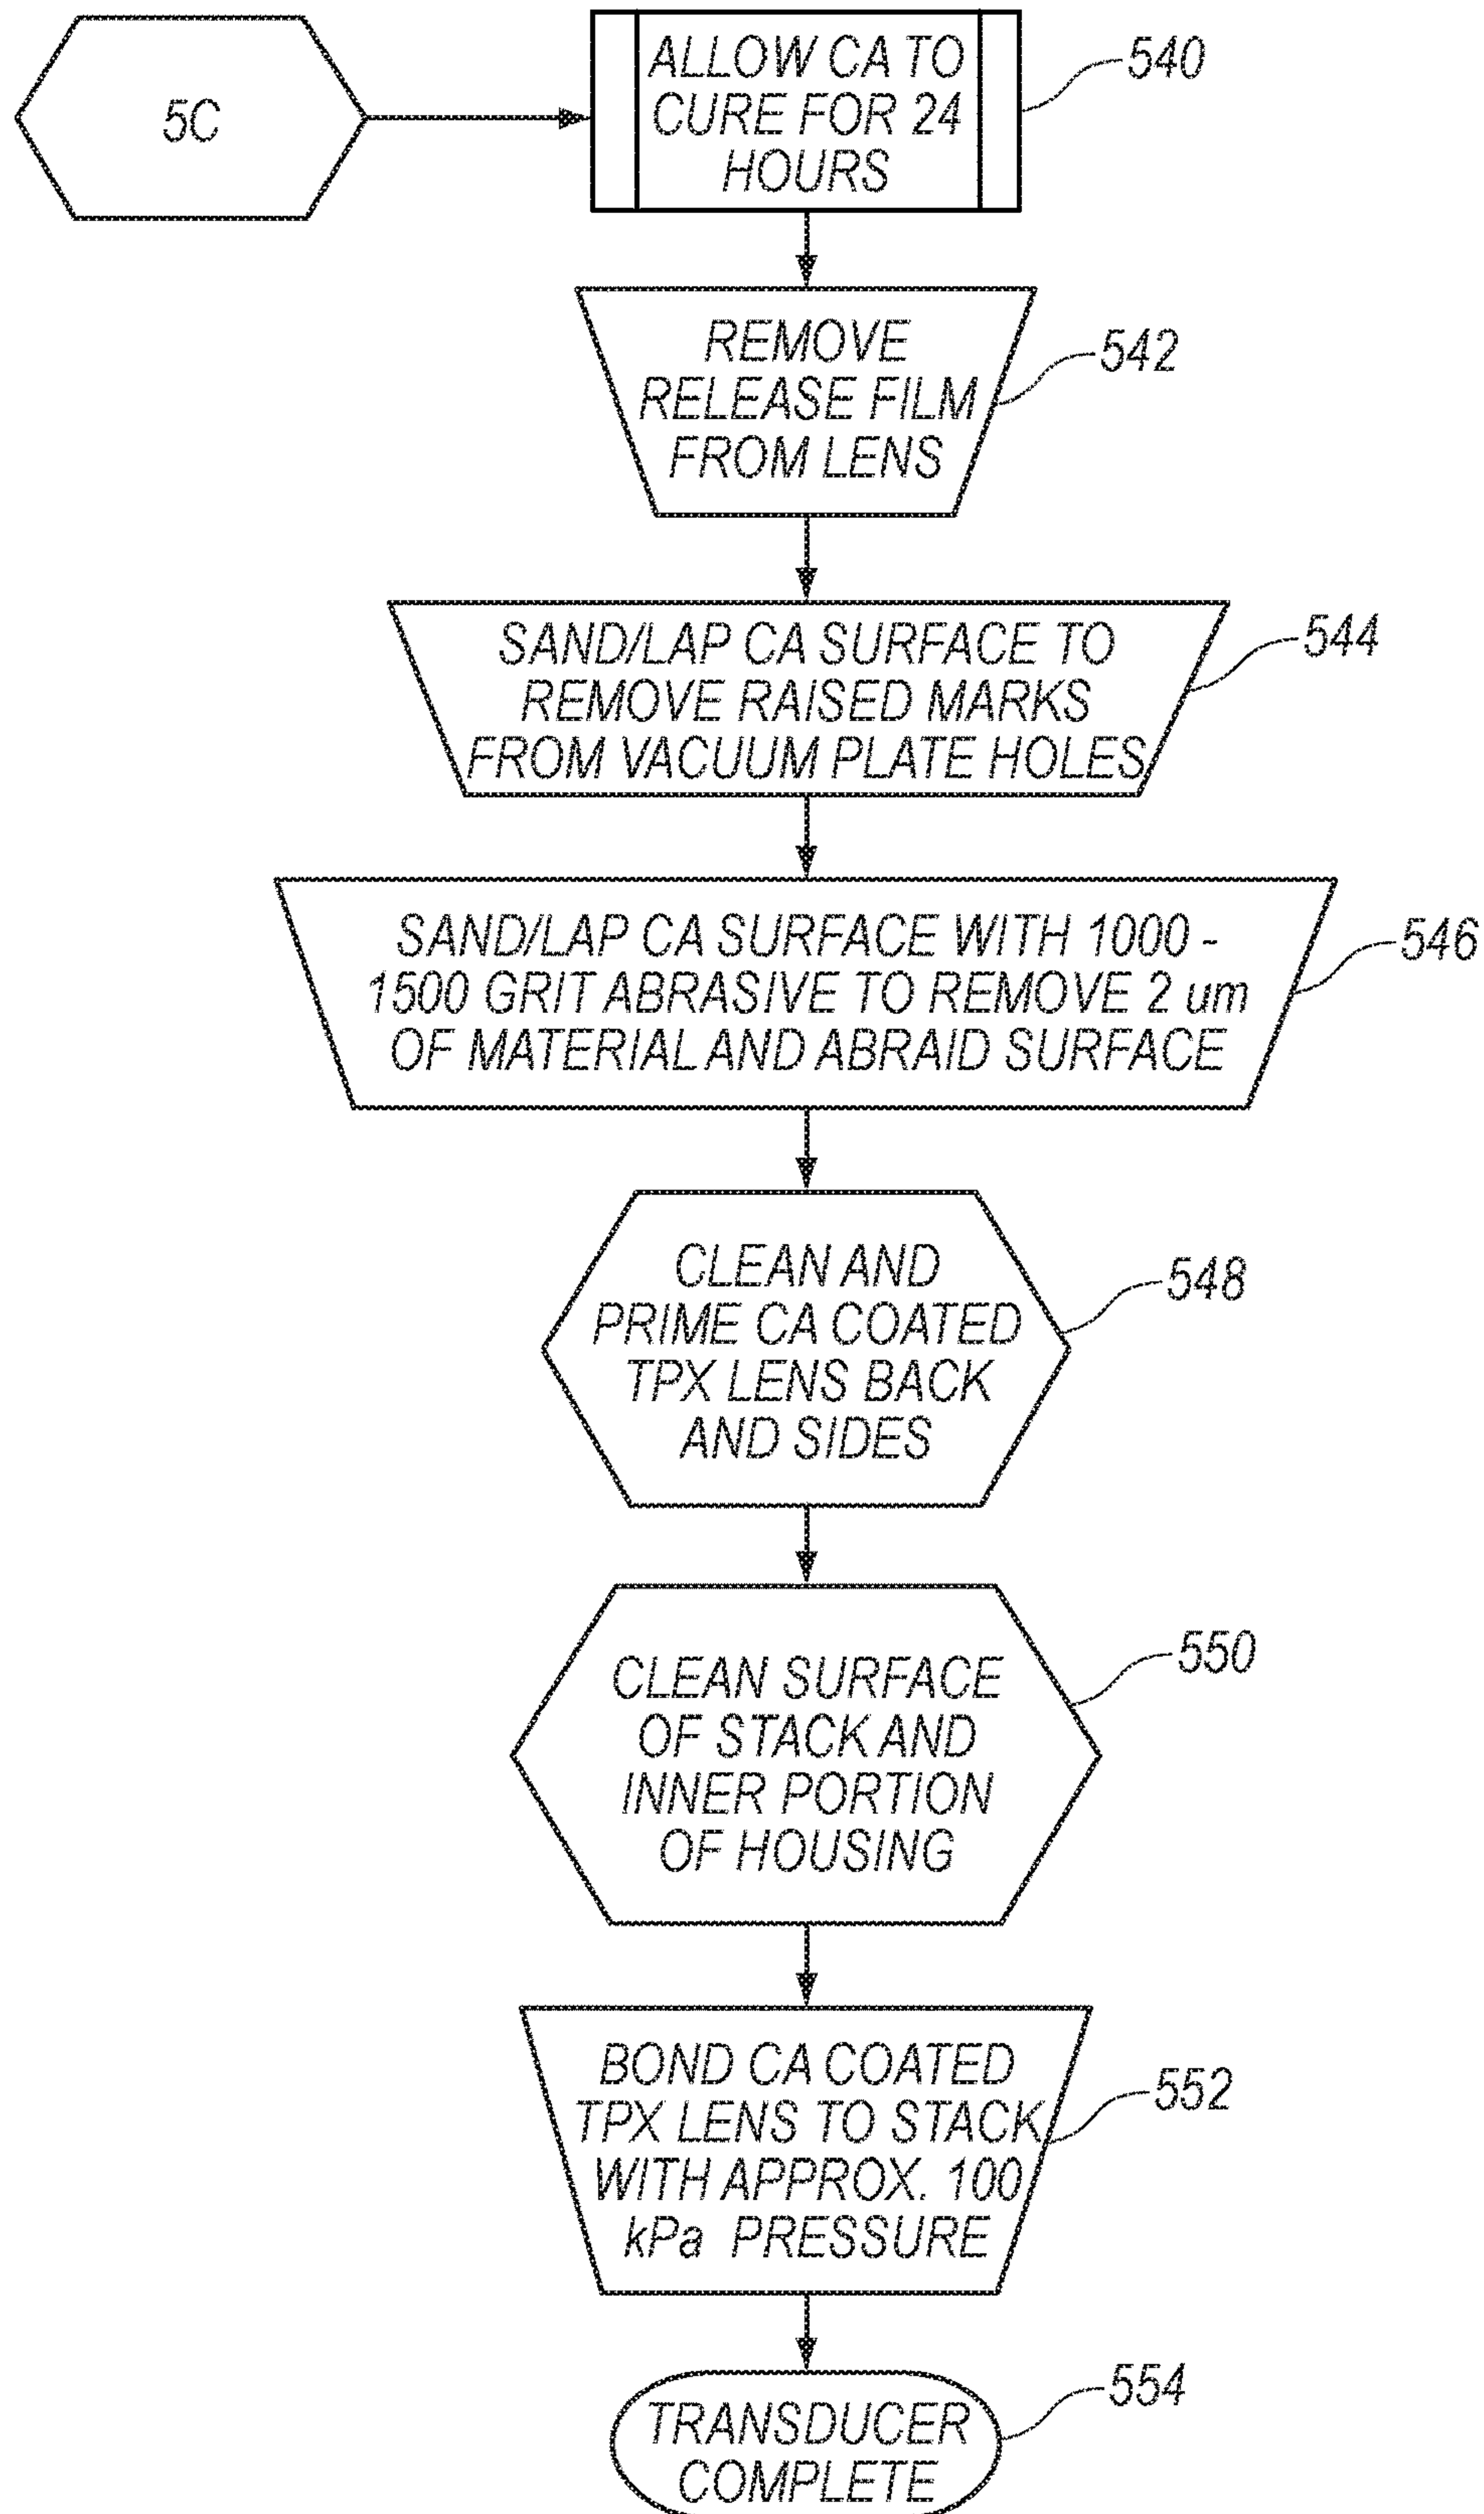 5C
ALLOW CA TO
CURE FOR 24
HOURS
540
REMOVE
RELEASE FILM
FROM LENS
542
SAND/LAP CA SURFACE TO
REMOVE RAISED MARKS
FROM VACUUM PLATE HOLES
544
SAND/LAP CA SURFACE WITH 1000 -
1500 GRIT ABRASIVE TO REMOVE 2 um
OF MATERIAL AND ABRAID SURFACE
546
CLEAN AND
PRIME CA COATED
TPX LENS BACK
AND SIDES
548
CLEAN SURFACE
OF STACK AND
INNER PORTION
OF HOUSING
550
BOND CA COATED
TPX LENS TO STACK
WITH APPROX. 100
kPa PRESSURE
552
TRANSDUCER
COMPLETE
554